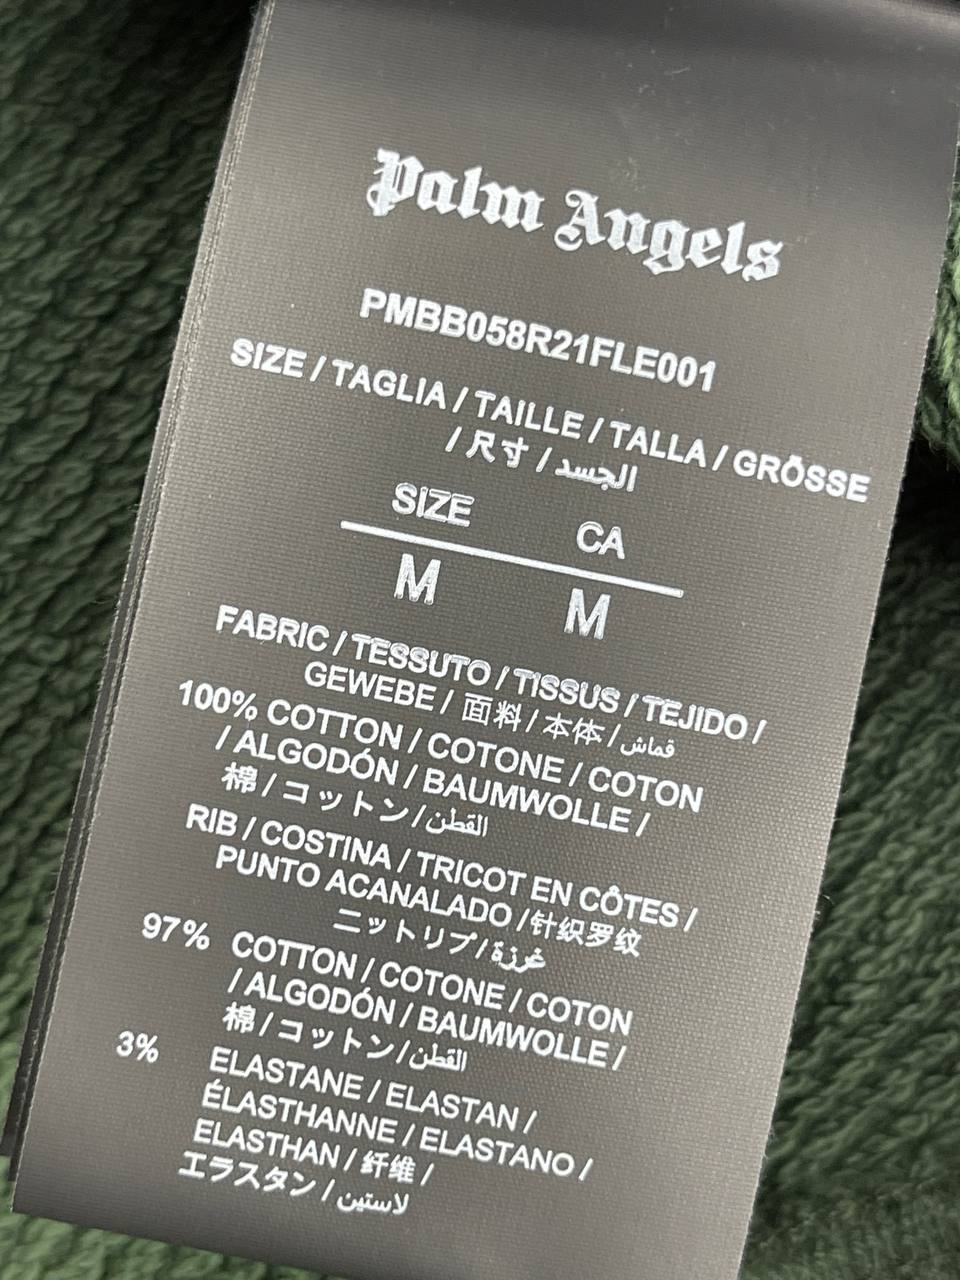 Palm Angels
PMBB058R21FLE001
SIZE / TAGLIA / TAILLE / TALLA / GRÖSSE
/ 尺寸 / الجسد
SIZE CA
M M
FABRIC / TESSUTO / TISSUS / TEJIDO /
GEWEBE / 面料 / 本体 / قماش
100% COTTON / COTONE / COTON
/ ALGODÓN / BAUMWOLLE /
棉 / コットン / القطن
RIB / COSTINA / TRICOT EN CÔTES /
PUNTO ACANALADO / 针织罗纹
ニットリプ / غرزة
97% COTTON / COTONE / COTON
/ ALGODÓN / BAUMWOLLE /
棉 / コットン / القطن
3% ELASTANE / ELASTAN /
ÉLASTHANNE / ELASTANO /
ELASTHAN / 纤维 /
エラスタン / لاستين